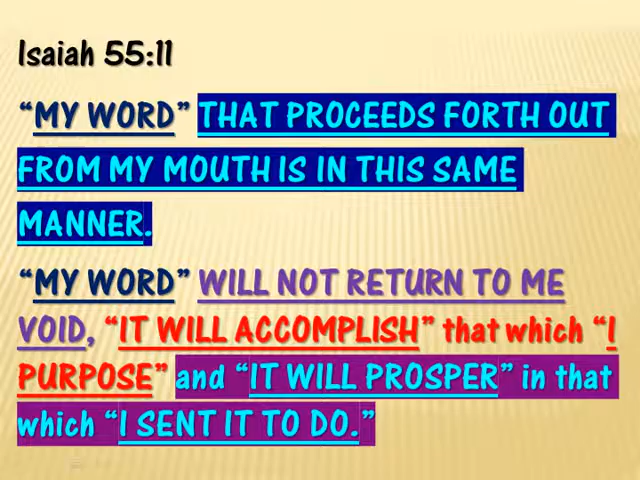 Isaiah 55:11
“MY WORD” THAT PROCEEDS FORTH OUT
FROM MY MOUTH IS IN THIS SAME
MANNER.
“MY WORD” WILL NOT RETURN TO ME
VOID, “IT WILL ACCOMPLISH” that which “I
PURPOSE” and “IT WILL PROSPER” in that
which “I SENT IT TO DO.”